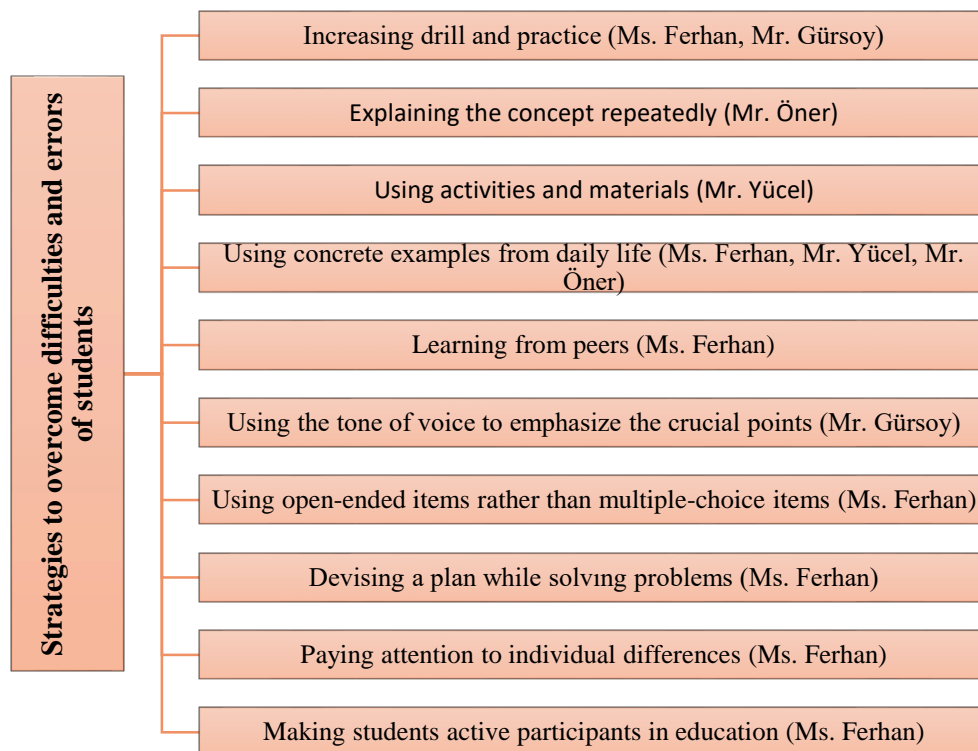 Strategies to overcome difficulties and errors
of students
Increasing drill and practice (Ms. Ferhan, Mr. Gürsoy)
Explaining the concept repeatedly (Mr. Öner)
Using activities and materials (Mr. Yücel)
Using concrete examples from daily life (Ms. Ferhan, Mr. Yücel, Mr.
Öner)
Learning from peers (Ms. Ferhan)
Using the tone of voice to emphasize the crucial points (Mr. Gürsoy)
Using open-ended items rather than multiple-choice items (Ms. Ferhan)
Devising a plan while solvıng problems (Ms. Ferhan)
Paying attention to individual differences (Ms. Ferhan)
Making students active participants in education (Ms. Ferhan)